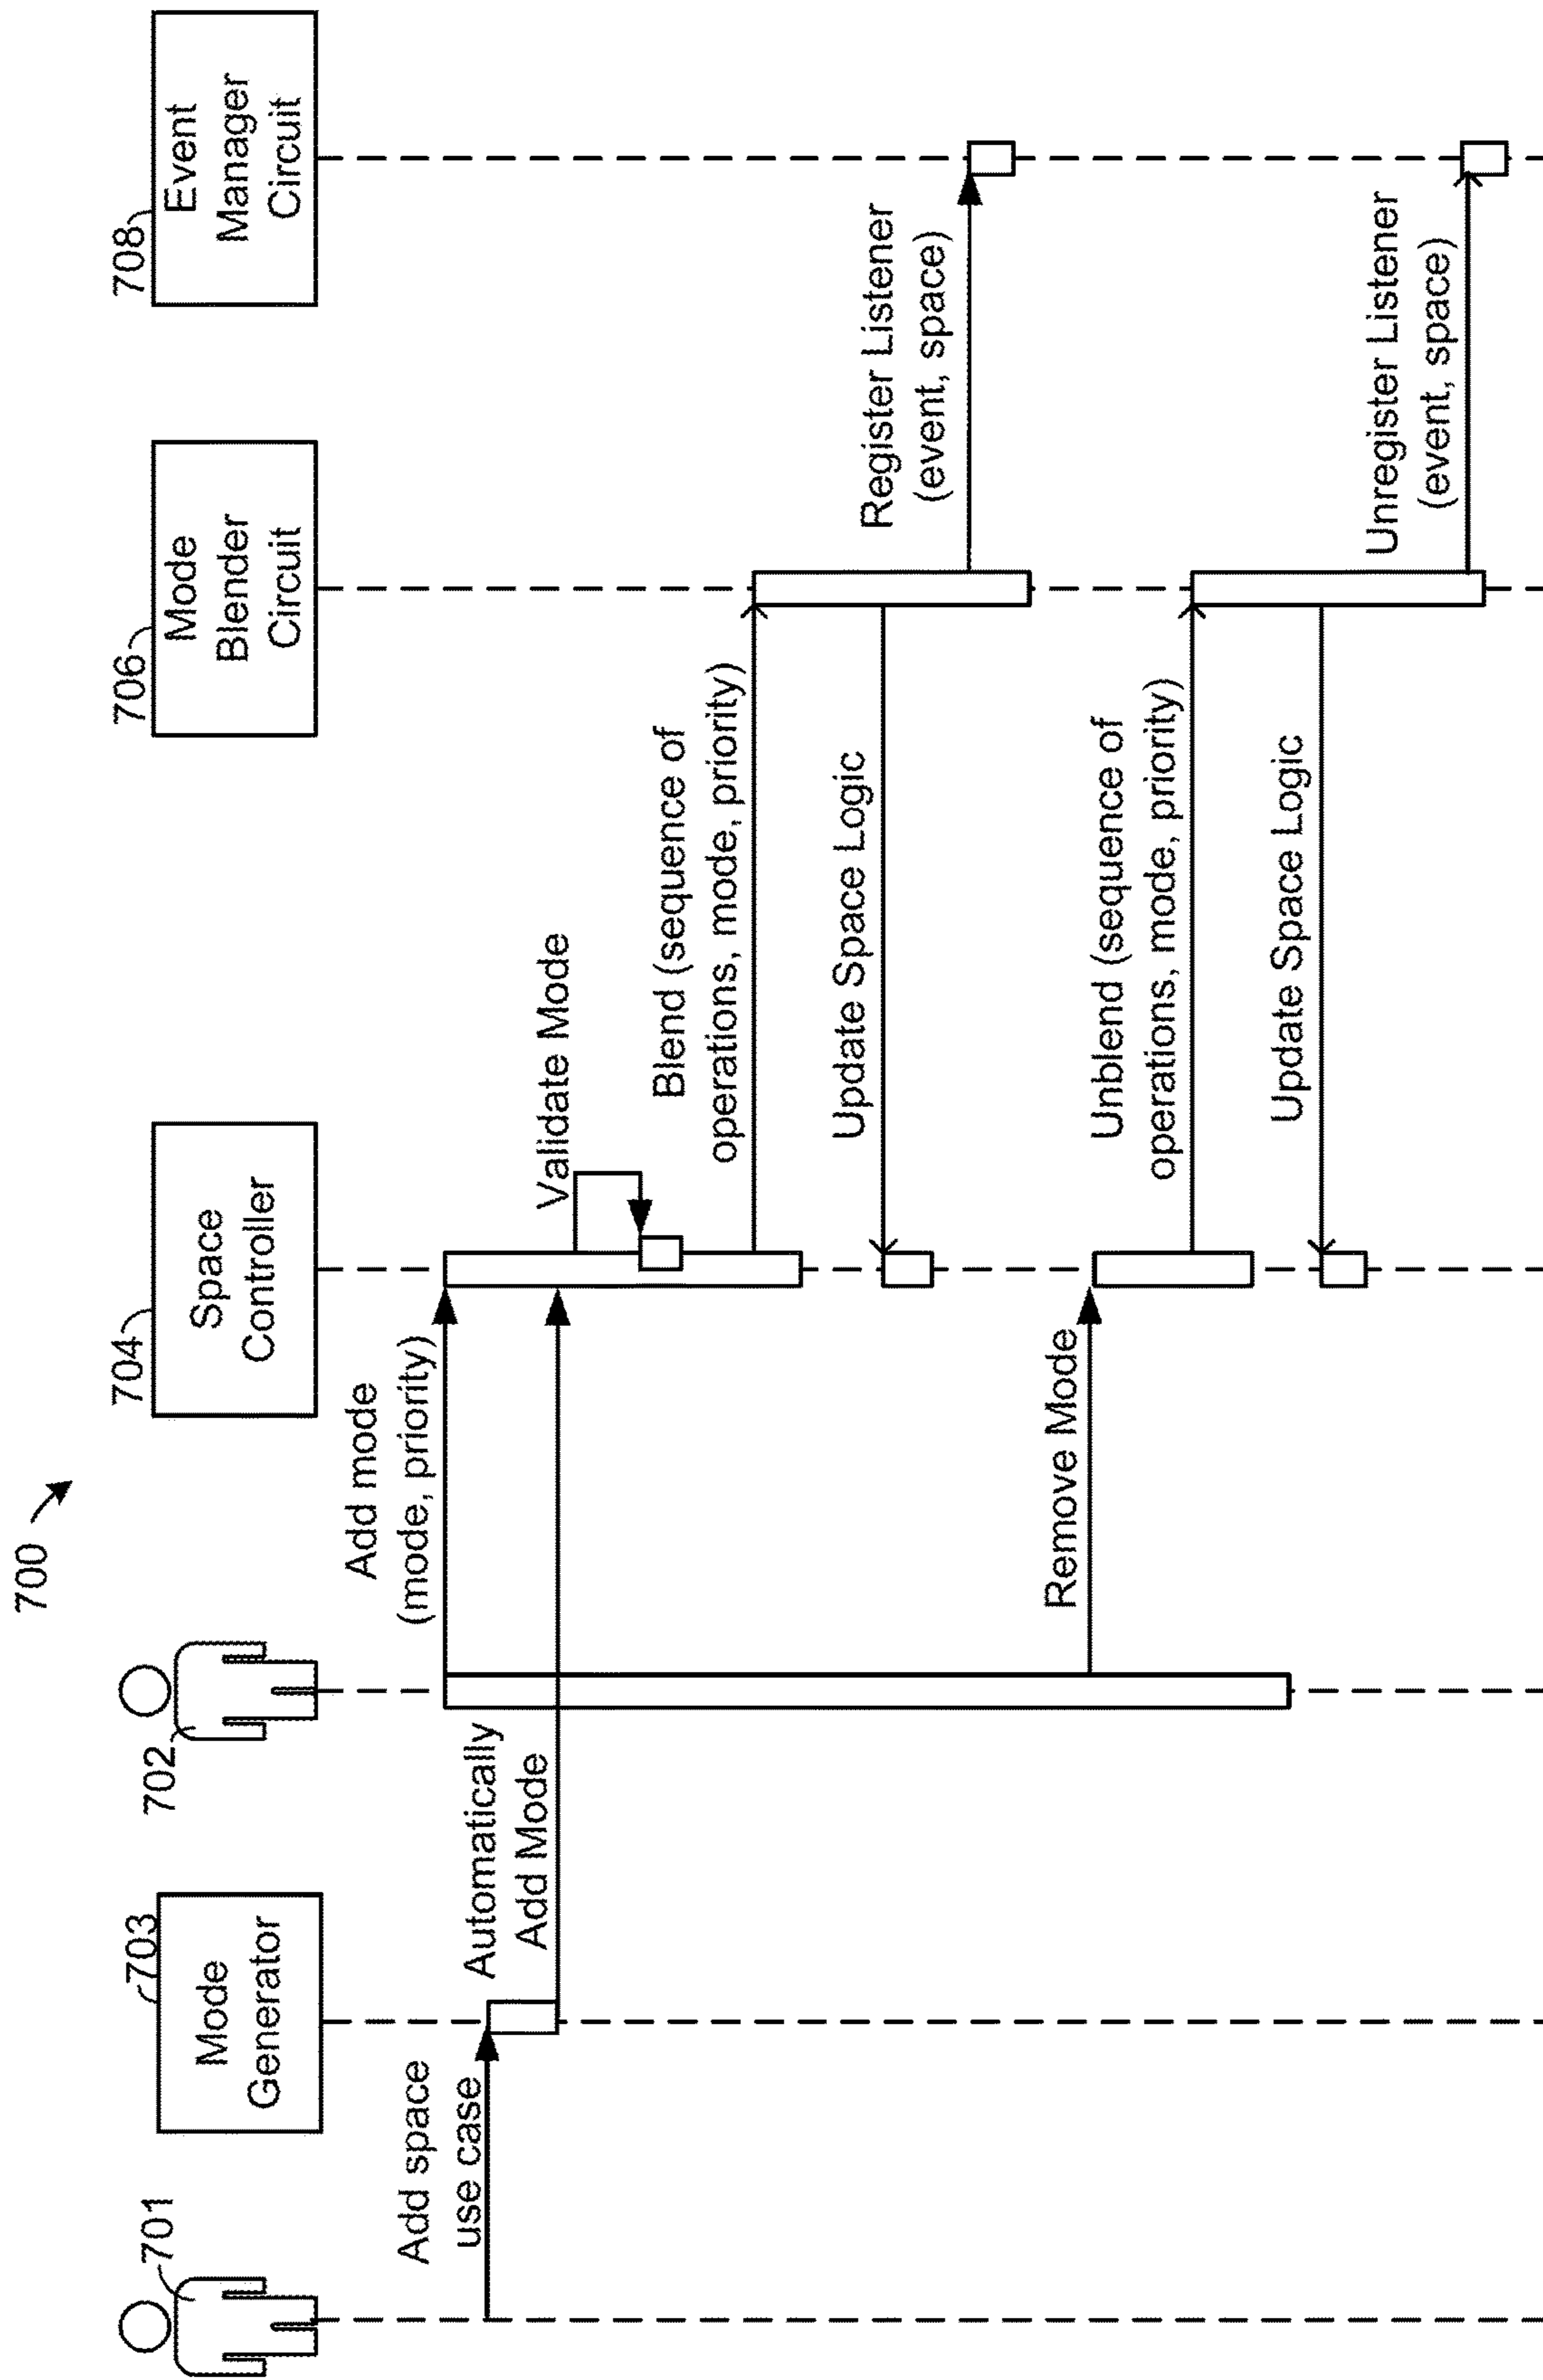 700
701
703
Mode
Generator
702
704
Space
Controller
706
Mode
Blender
Circuit
708
Event
Manager
Circuit
Add mode
(mode, priority)
Add space
use case
Automatically
Add Mode
Validate Mode
Blend (sequence of
operations, mode, priority)
Update Space Logic
Register Listener
(event, space)
Remove Mode
Unblend (sequence of
operations, mode, priority)
Update Space Logic
Unregister Listener
(event, space)